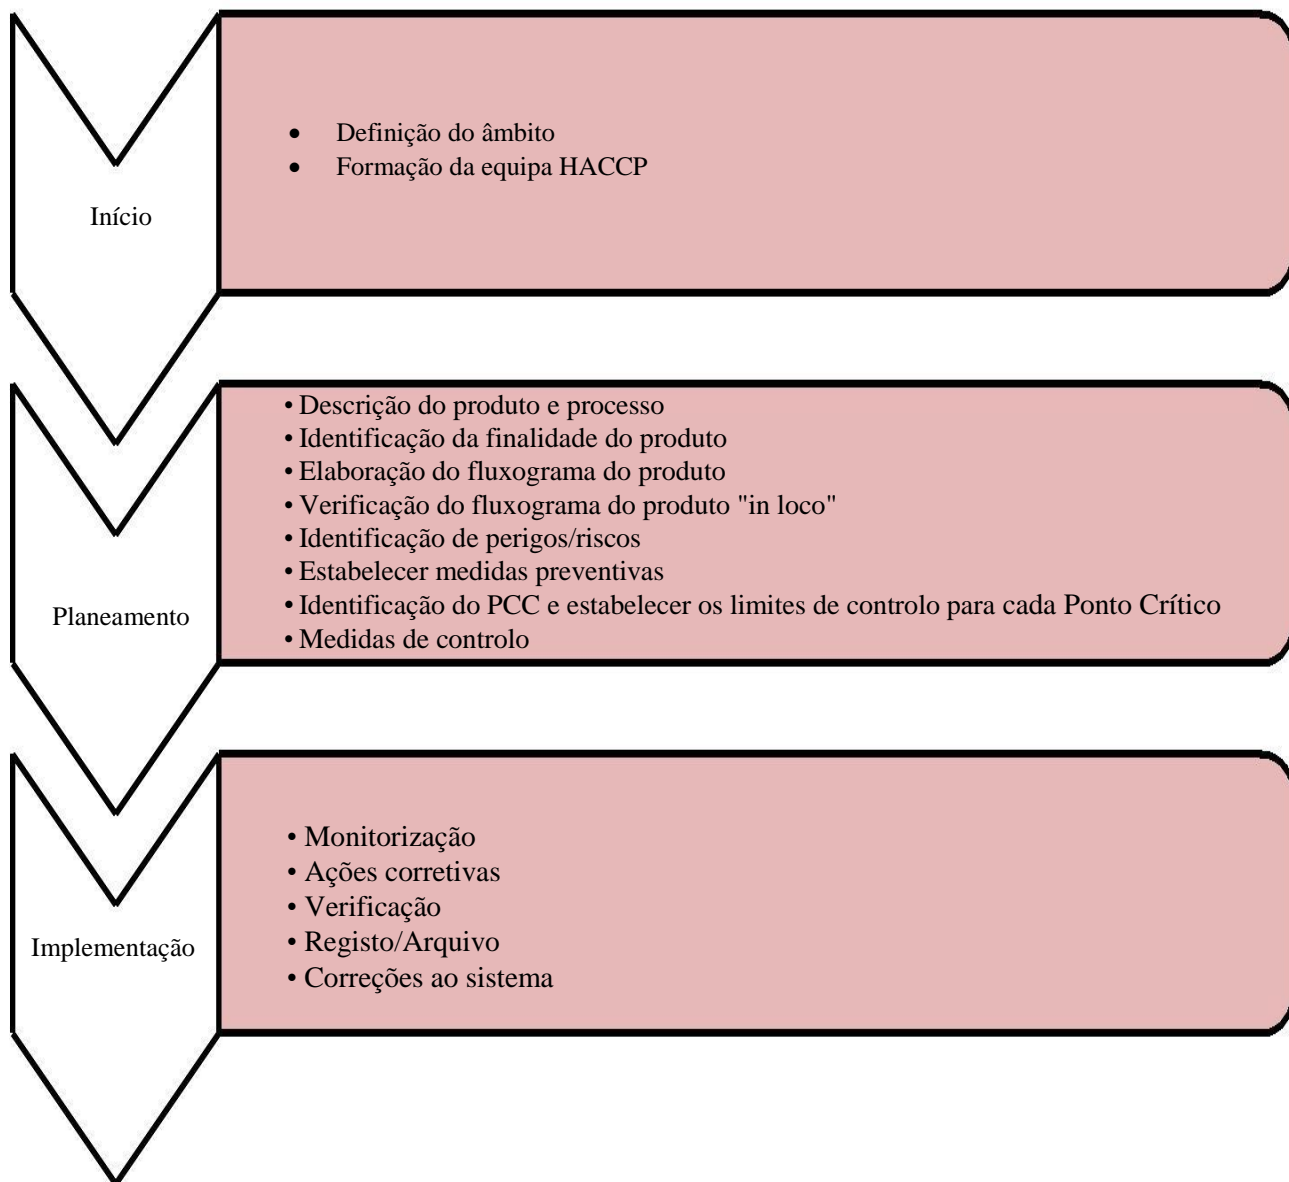 Início
• Definição do âmbito
• Formação da equipa HACCP
Planeamento
• Descrição do produto e processo
• Identificação da finalidade do produto
• Elaboração do fluxograma do produto
• Verificação do fluxograma do produto "in loco"
• Identificação de perigos/riscos
• Estabelecer medidas preventivas
• Identificação do PCC e estabelecer os limites de controlo para cada Ponto Crítico
• Medidas de controlo
Implementação
• Monitorização
• Ações corretivas
• Verificação
• Registo/Arquivo
• Correções ao sistema